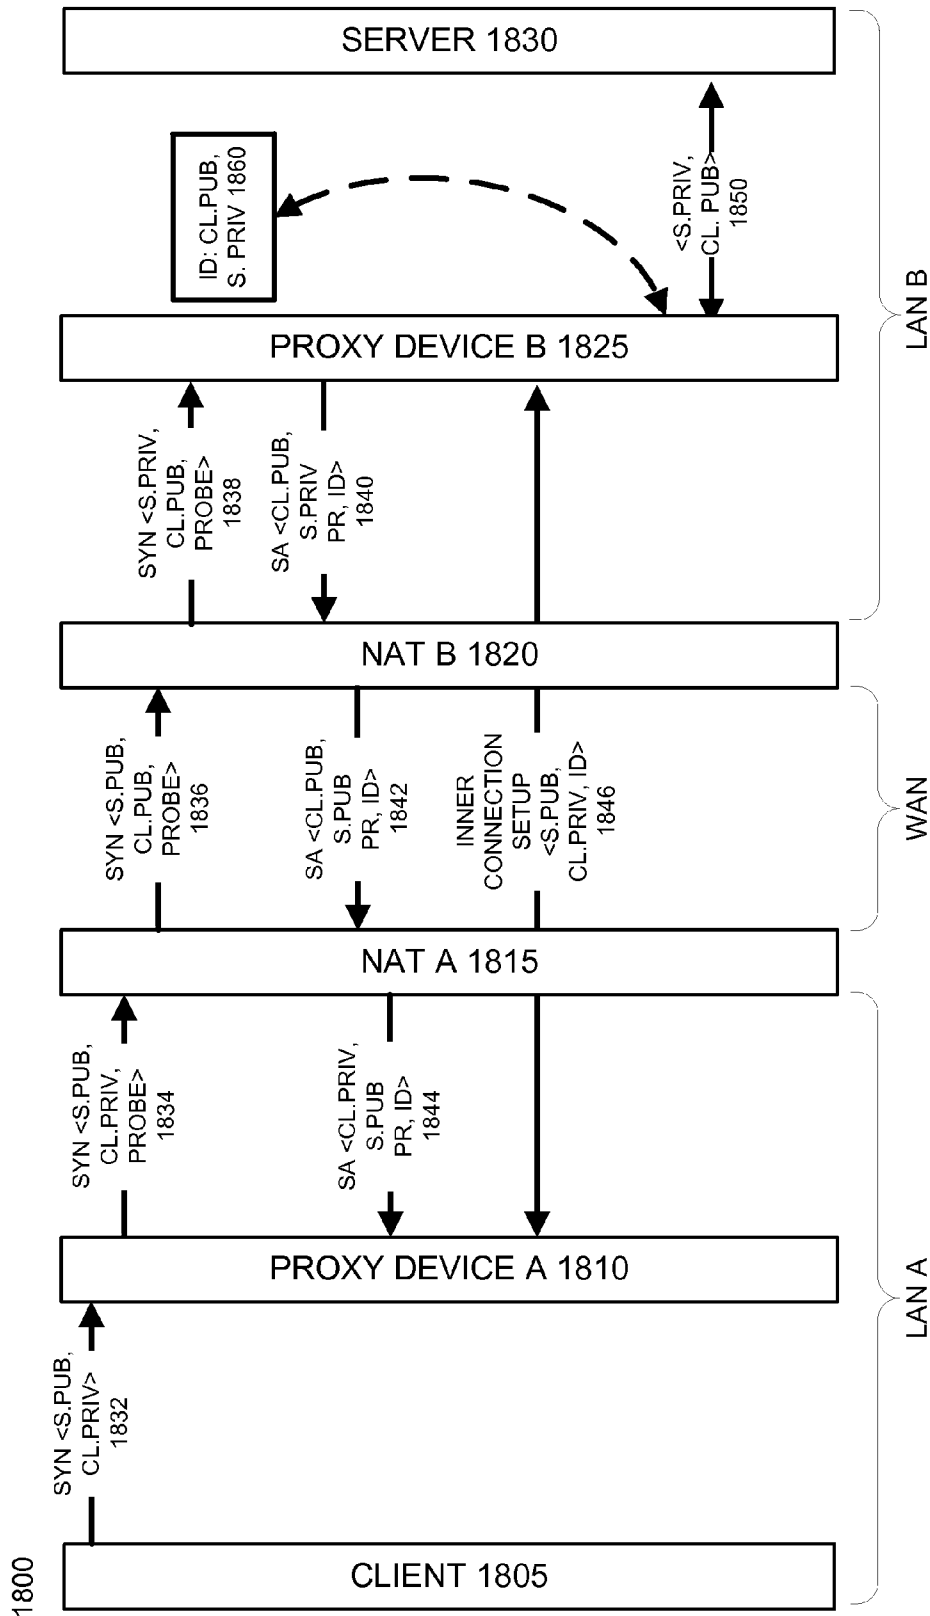 1800
SERVER 1830
ID: CL.PUB,
S. PRIV 1860
<S.PRIV,
CL. PUB>
1850
PROXY DEVICE B 1825
SYN <S.PRIV,
CL.PUB,
PROBE>
1838
SA <CL.PUB,
S.PRIV
PR, ID>
1840
NAT B 1820
SYN <S.PUB,
CL.PUB,
PROBE>
1836
SA <CL.PUB,
S.PUB
PR, ID>
1842
INNER
CONNECTION
SETUP
<S.PUB,
CL.PRIV, ID>
1846
NAT A 1815
SYN <S.PUB,
CL.PRIV,
PROBE>
1834
SA <CL.PRIV,
S.PUB
PR, ID>
1844
PROXY DEVICE A 1810
SYN <S.PUB,
CL.PRIV>
1832
CLIENT 1805
LAN B
WAN
LAN A